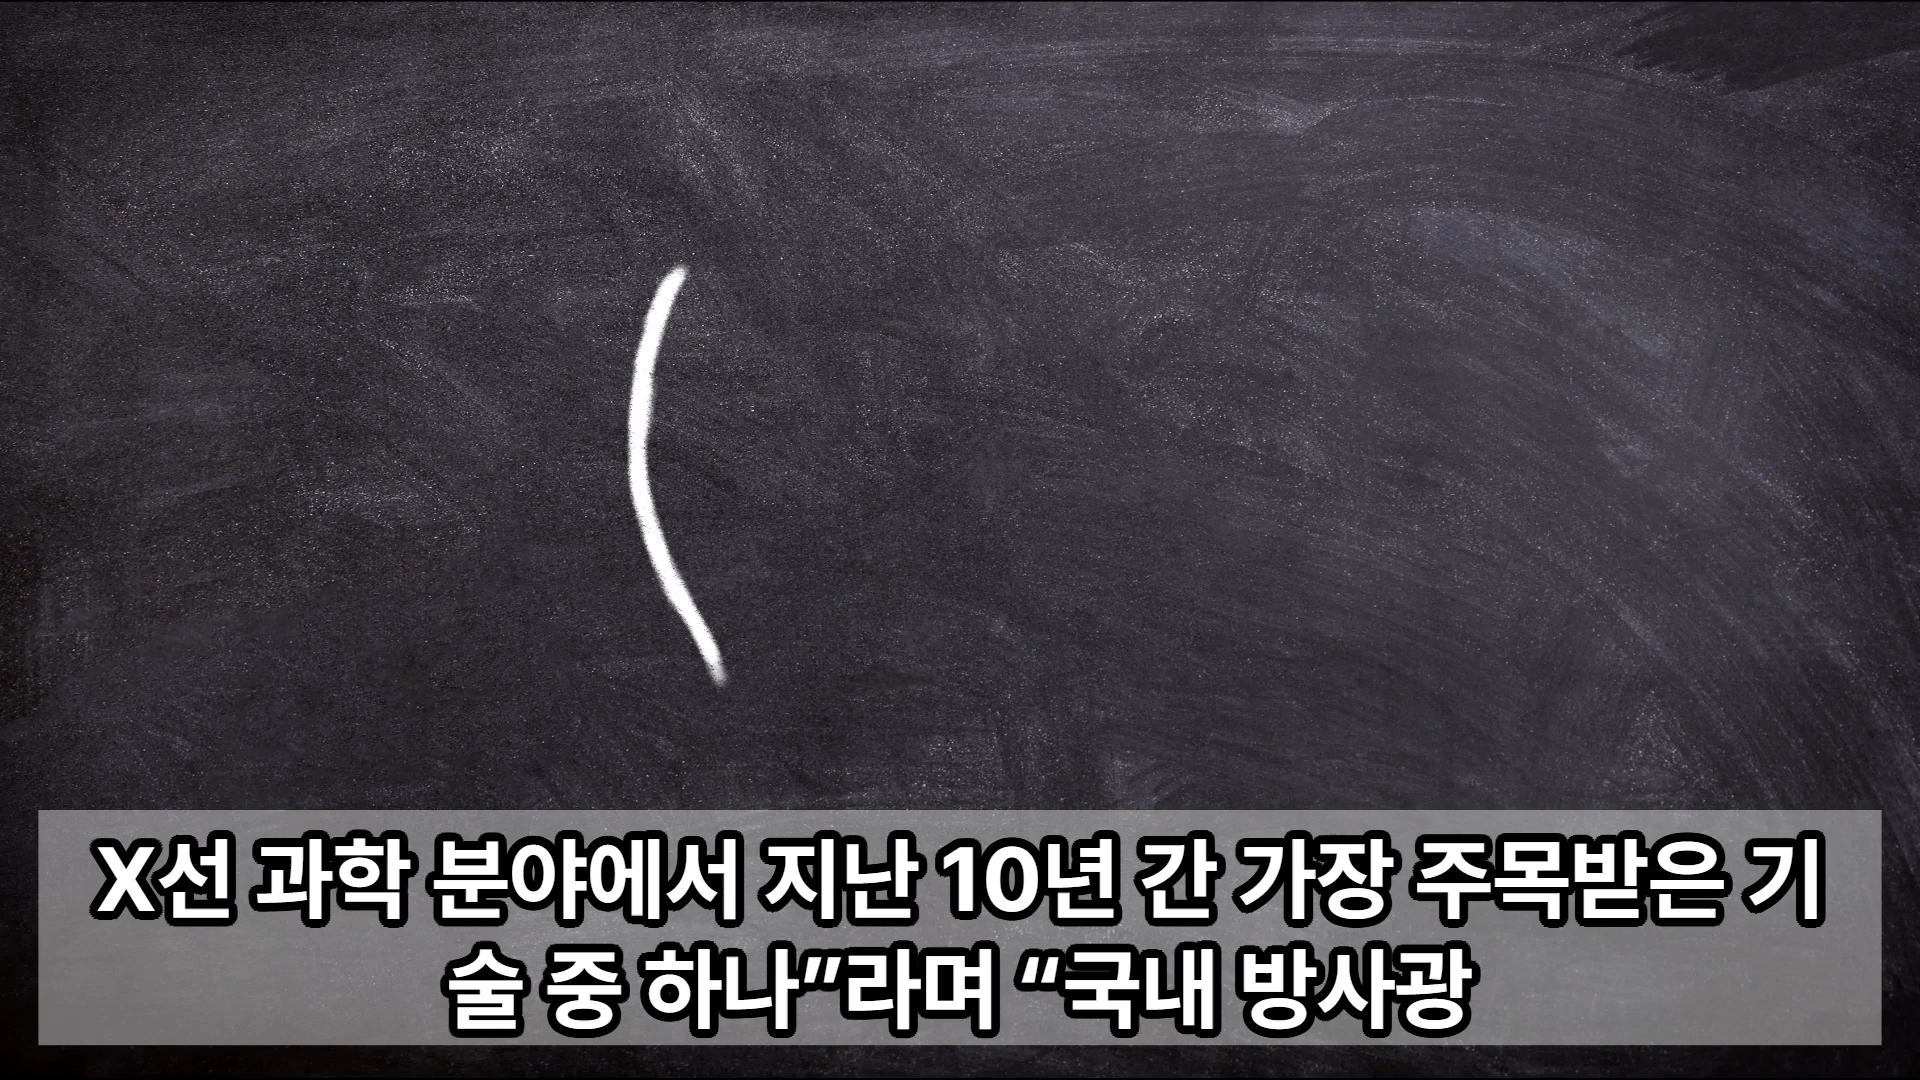 X선 과학 분야에서 지난 10년 간 가장 주목받은 기
술 중 하나”라며 “국내 방사광